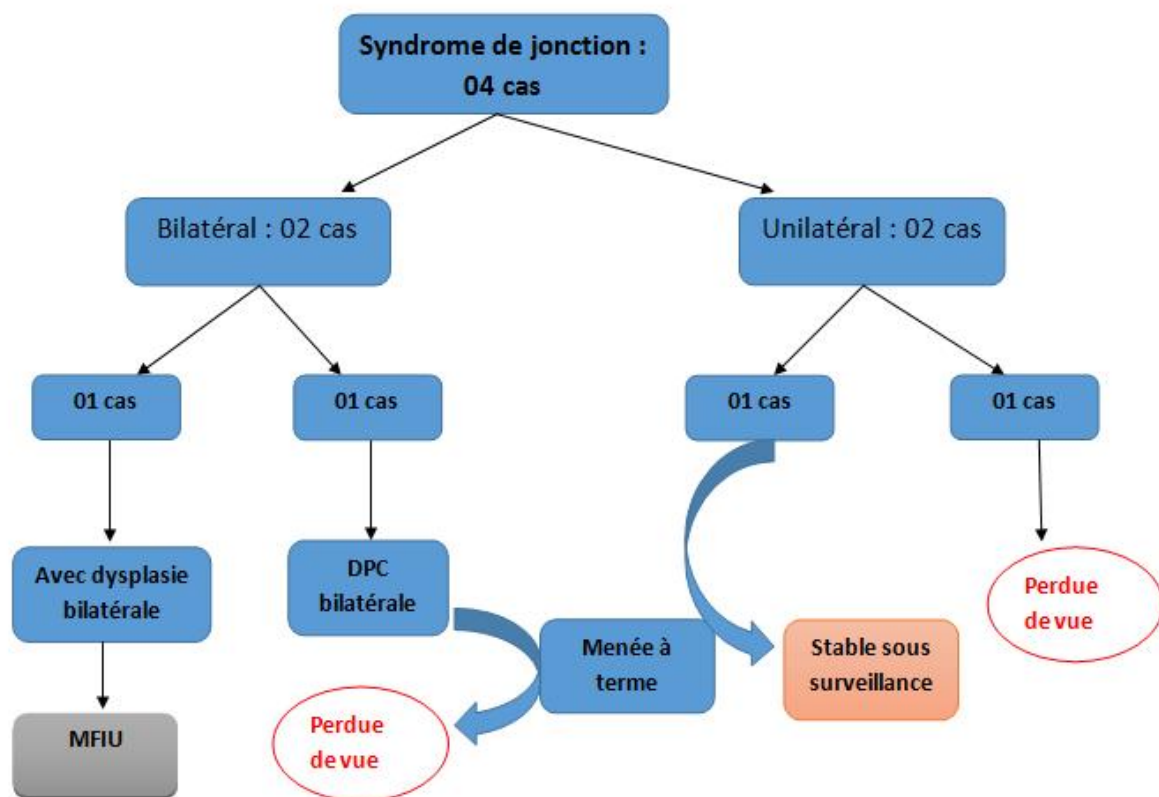 Syndrome de jonction :
04 cas
Bilatéral : 02 cas
Unilatéral : 02 cas
01 cas
01 cas
01 cas
01 cas
Avec dysplasie
bilatérale
DPC
bilatérale
Menée à
terme
Stable sous
surveillance
Perdue
de vue
MFIU
Perdue
de vue